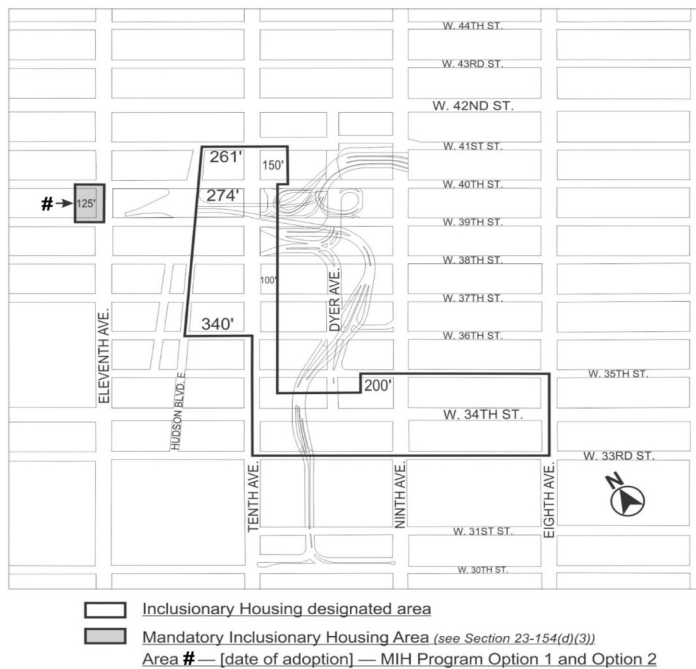 W. 44TH ST.
W. 43RD ST.
W. 42ND ST.
W. 41ST ST.
261'
150'
W. 40TH ST.
274'
# 125'
W. 39TH ST.
W. 38TH ST.
100'
DYER AVE.
W. 37TH ST.
340'
W. 36TH ST.
ELEVENTH AVE.
HUDSON BLVD. E.
W. 35TH ST.
200'
W. 34TH ST.
W. 33RD ST.
TENTH AVE.
NINTH AVE.
EIGHTH AVE.
N
W. 31ST ST.
W. 30TH ST.
Inclusionary Housing designated area
Mandatory Inclusionary Housing Area (see Section 23-154(d)(3))
Area # — [date of adoption] — MIH Program Option 1 and Option 2